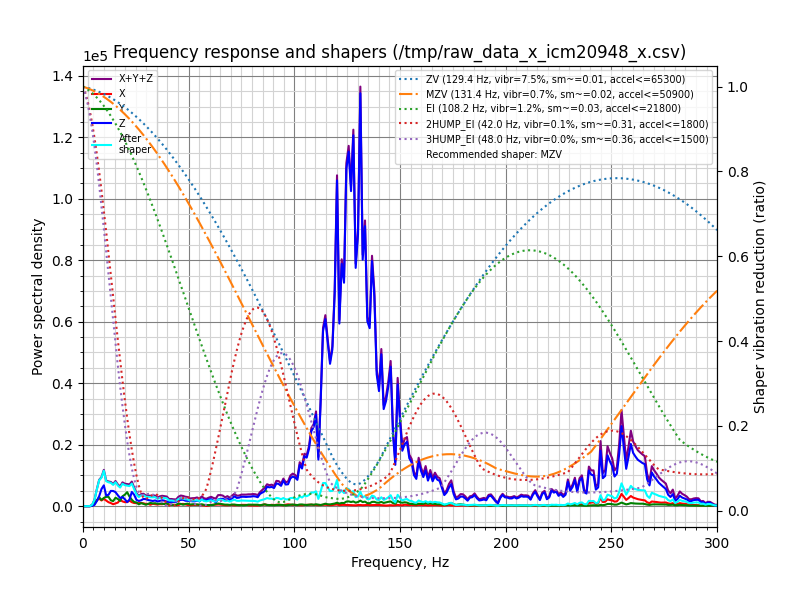 Frequency response and shapers (/tmp/raw_data_x_icm20948_x.csv)
1e5
X+Y+Z
X
Y
Z
After
shaper
ZV (129.4 Hz, vibr=7.5%, sm~=0.01, accel<=65300)
MZV (131.4 Hz, vibr=0.7%, sm~=0.02, accel<=50900)
EI (108.2 Hz, vibr=1.2%, sm~=0.03, accel<=21800)
2HUMP_EI (42.0 Hz, vibr=0.1%, sm~=0.31, accel<=1800)
3HUMP_EI (48.0 Hz, vibr=0.0%, sm~=0.36, accel<=1500)
Recommended shaper: MZV
Power spectral density
1.4
1.2
1.0
0.8
0.6
0.4
0.2
0.0
1.0
0.8
0.6
0.4
0.2
0.0
Shaper vibration reduction (ratio)
0 50 100 150 200 250 300
Frequency, Hz